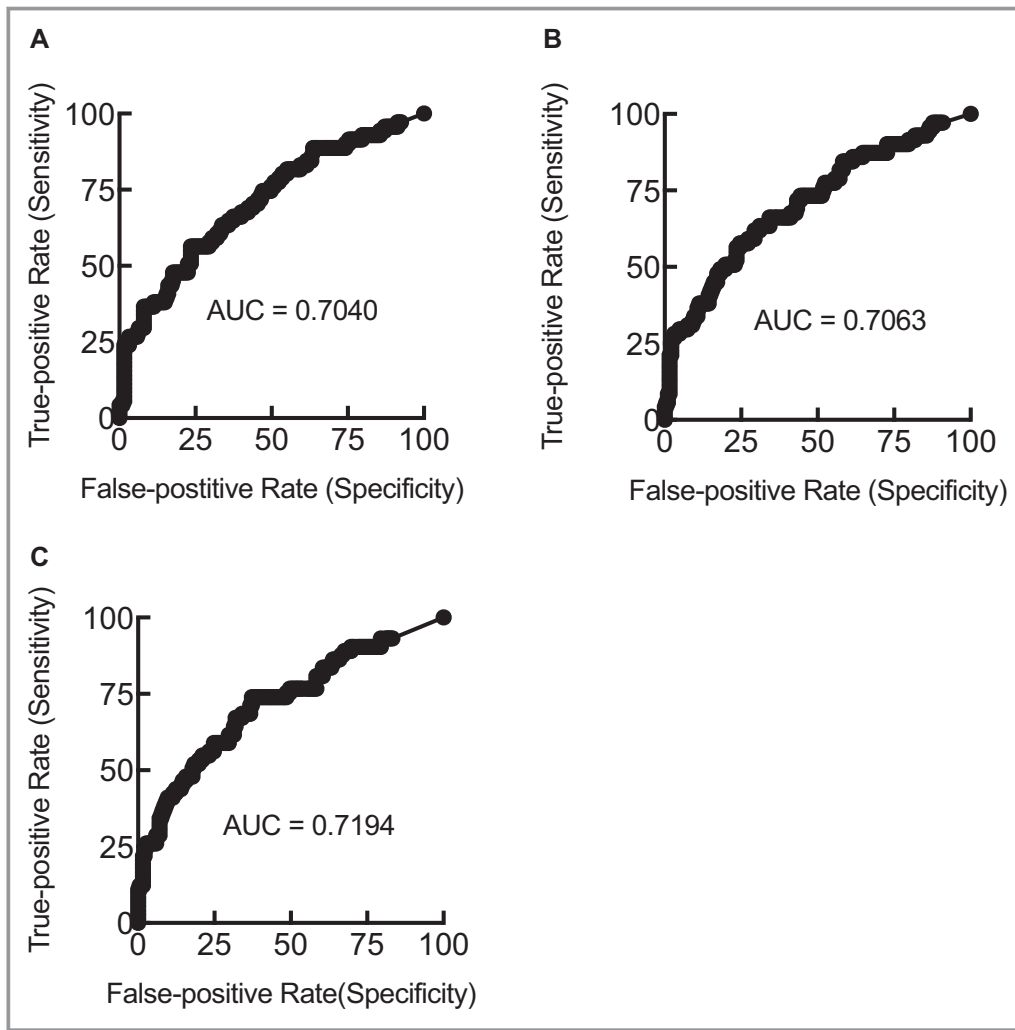 A
True-positive Rate (Sensitivity)
100
75
50
25
0
AUC = 0.7040
0 25 50 75 100
False-postitive Rate (Specificity)
B
True-positive Rate (Sensitivity)
100
75
50
25
0
AUC = 0.7063
0 25 50 75 100
False-positive Rate (Specificity)
C
True-positive Rate (Sensitivity)
100
75
50
25
0
AUC = 0.7194
0 25 50 75 100
False-positive Rate(Specificity)